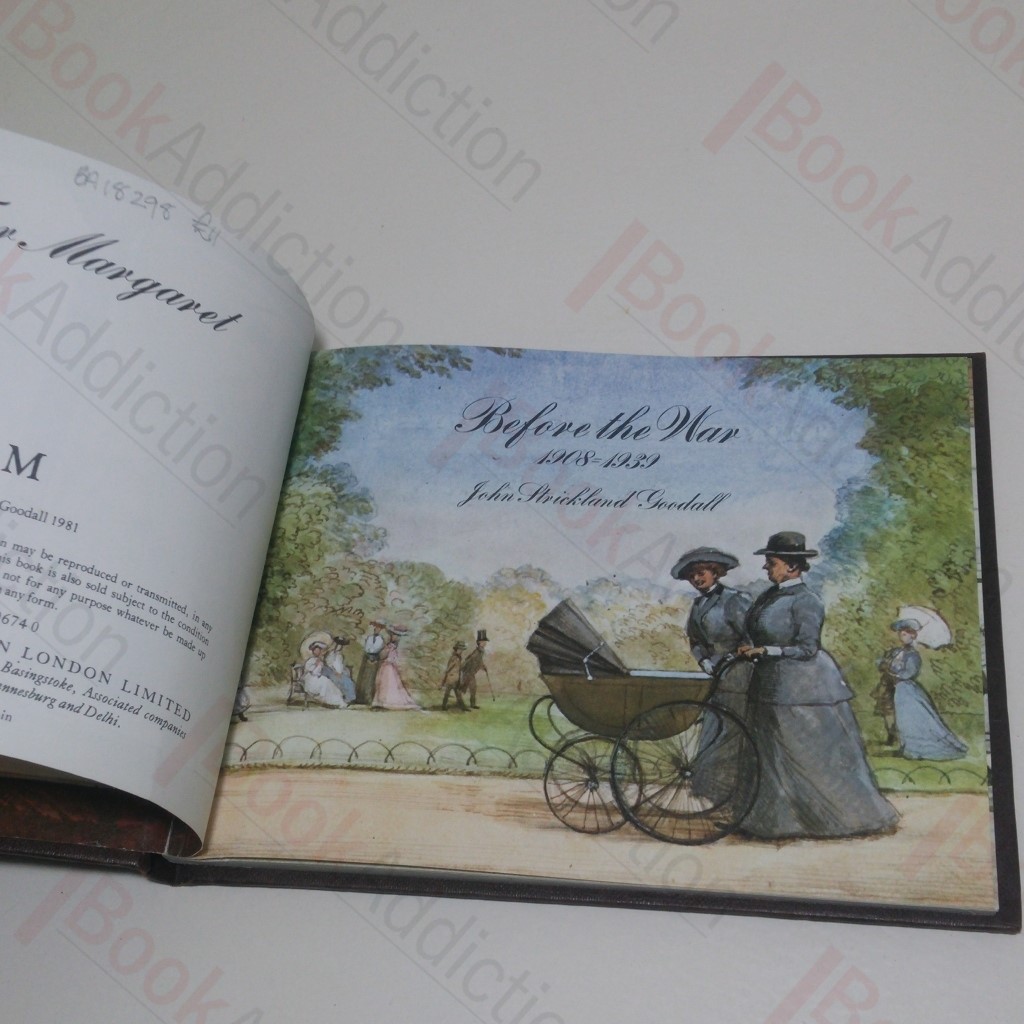 BA18298 £11
Margaret
M
Goodall 1981
n may be reproduced or transmitted, in any
his book is also sold subject to the condition
not for any purpose whatever be made up
any form.
6740
N LONDON LIMITED
Basingstoke, Associated companies
annesburg and Delhi.
in
Before the War
1908=1939
John Strickland Goodall
BookAddiction